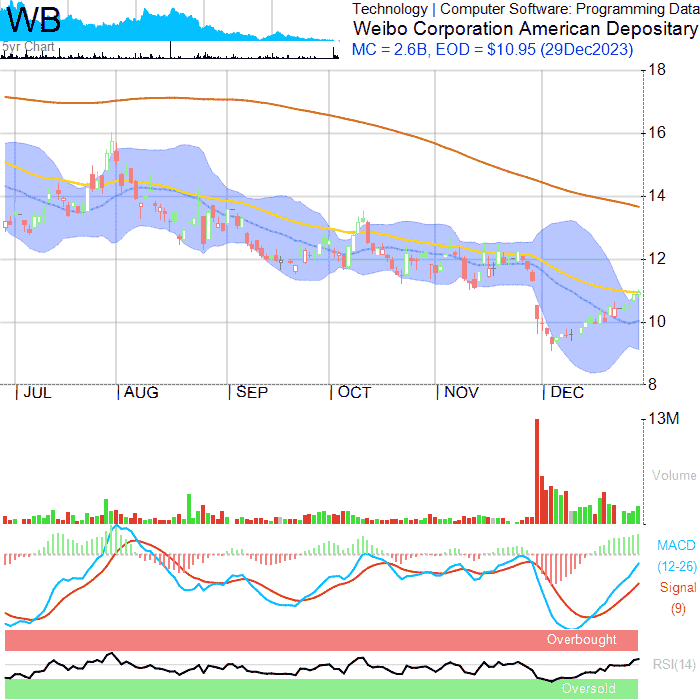 WB
5yr Chart
Technology | Computer Software: Programming Data
Weibo Corporation American Depositary
MC = 2.6B, EOD = $10.95 (29Dec2023)
18
16
14
12
10
8
JUL AUG SEP OCT NOV DEC
13M
Volume
MACD
(12-26)
Signal
(9)
Overbought
RSI(14)
Oversold